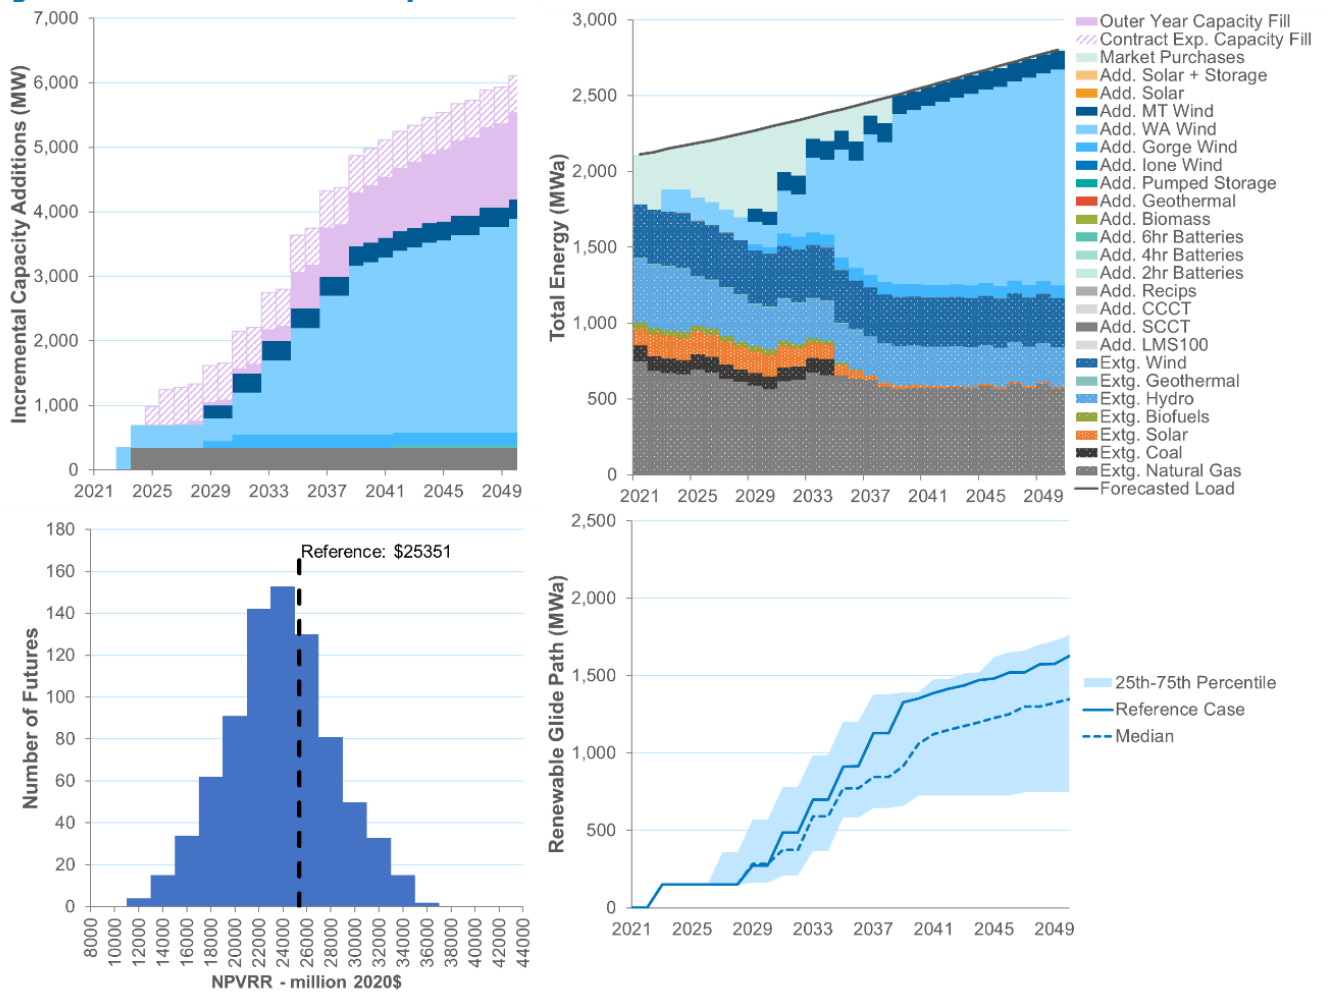 7,000
6,000
5,000
4,000
3,000
2,000
1,000
0
Incremental Capacity Additions (MW)
2021 2025 2029 2033 2037 2041 2045 2049
3,000
2,500
2,000
1,500
1,000
500
0
Total Energy (MWa)
2021 2025 2029 2033 2037 2041 2045 2049
Outer Year Capacity Fill
Contract Exp. Capacity Fill
Market Purchases
Add. Solar + Storage
Add. Solar
Add. MT Wind
Add. WA Wind
Add. Gorge Wind
Add. Ione Wind
Add. Pumped Storage
Add. Geothermal
Add. Biomass
Add. 6hr Batteries
Add. 4hr Batteries
Add. 2hr Batteries
Add. Recips
Add. CCCT
Add. SCCT
Add. LMS100
Extg. Wind
Extg. Geothermal
Extg. Hydro
Extg. Biofuels
Extg. Solar
Extg. Coal
Extg. Natural Gas
Forecasted Load
180
160
140
120
100
80
60
40
20
0
Number of Futures
Reference: $25351
8000 10000 12000 14000 16000 18000 20000 22000 24000 26000 28000 30000 32000 34000 36000 38000 40000 42000 44000
NPVRR - million 2020$
2,500
2,000
1,500
1,000
500
0
Renewable Glide Path (MWa)
2021 2025 2029 2033 2037 2041 2045 2049
25th-75th Percentile
Reference Case
Median